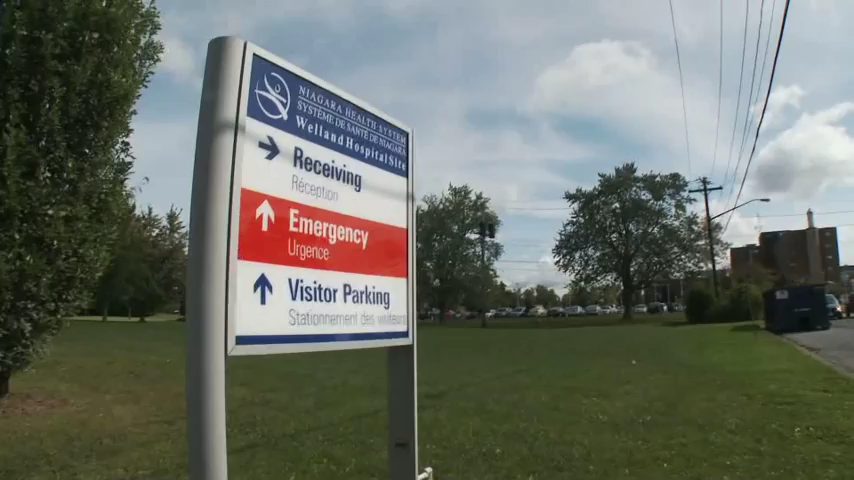 NIAGARA HEALTH SYSTEM
SYSTÈME DE SANTÉ DE NIAGARA
Welland Hospital Site
Receiving
Réception
Emergency
Urgence
Visitor Parking
Stationnement des visiteurs